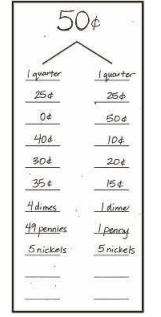 50¢
1 quarter 1 quarter
25¢ 25¢
0¢ 50¢
40¢ 10¢
30¢ 20¢
35¢ 15¢
4 dimes 1 dime
49 pennies 1 penny
5 nickels 5 nickels